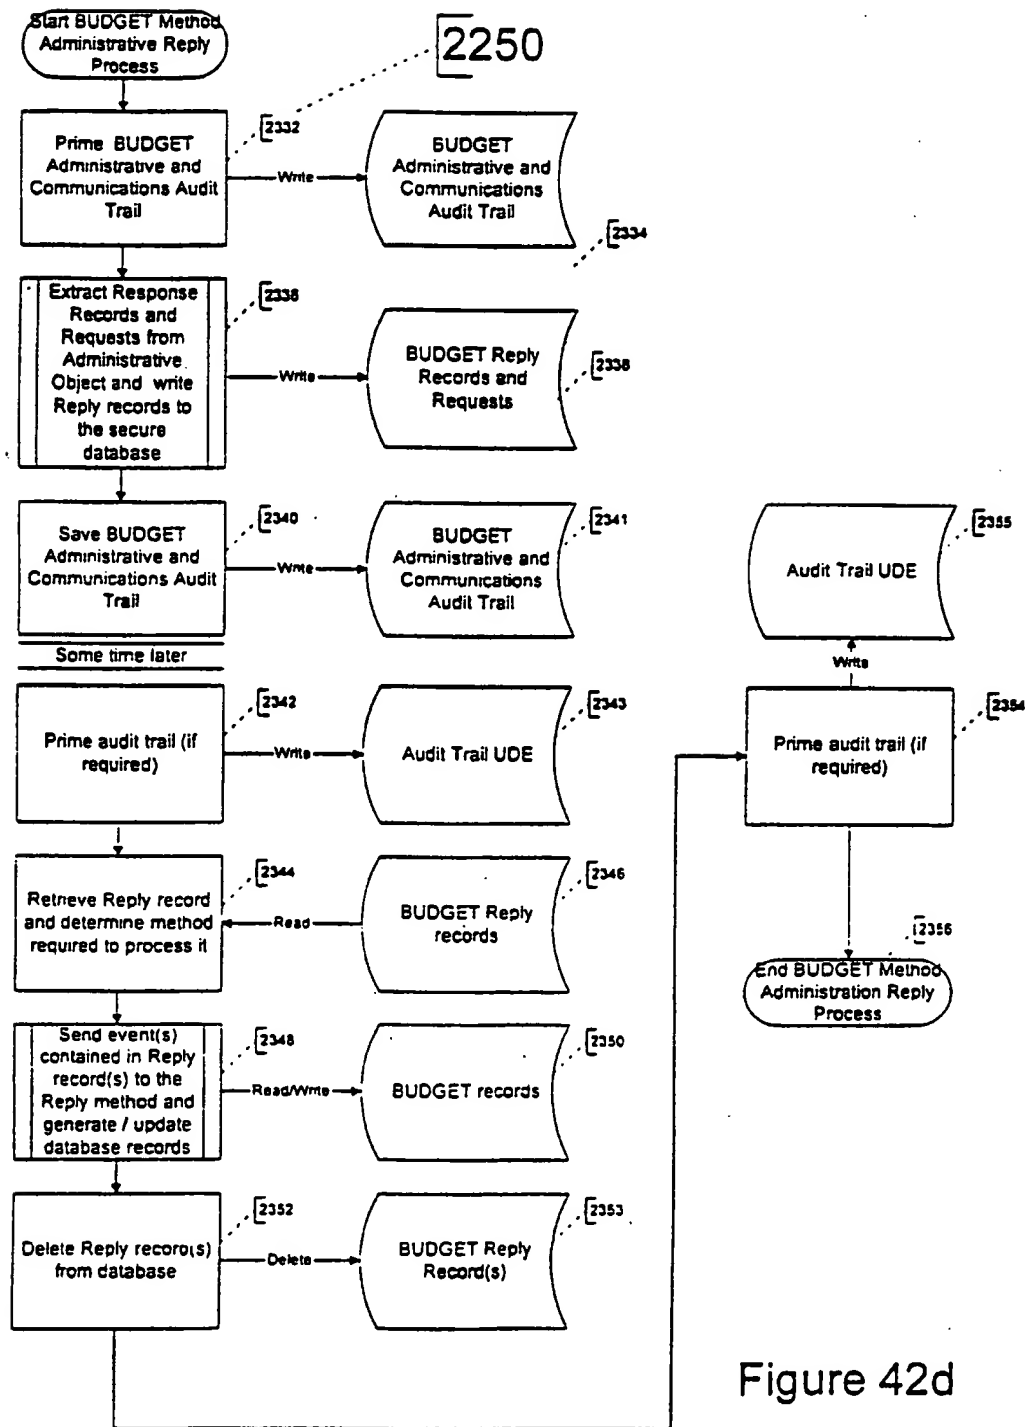 Start BUDGET Method
Administrative Reply
Process
2250
Prime BUDGET
Administrative and
Communications Audit
Trail
2332
Write
BUDGET
Administrative and
Communications
Audit Trail
2334
Extract Response
Records and
Requests from
Administrative
Object and write
Reply records to
the secure
database
2336
Write
BUDGET Reply
Records and
Requests
2338
Save BUDGET
Administrative and
Communications Audit
Trail
2340
Write
BUDGET
Administrative and
Communications
Audit Trail
2341
Some time later
Prime audit trail (if
required)
2342
Write
Audit Trail UDE
2343
Retrieve Reply record
and determine method
required to process it
2344
Read
BUDGET Reply
records
2346
Send event(s)
contained in Reply
record(s) to the
Reply method and
generate / update
database records
2348
Read/Write
BUDGET records
2350
Delete Reply record(s)
from database
2352
Delete
BUDGET Reply
Record(s)
2353
Audit Trail UDE
2355
Write
Prime audit trail (if
required)
2354
2356
End BUDGET Method
Administration Reply
Process
Figure 42d